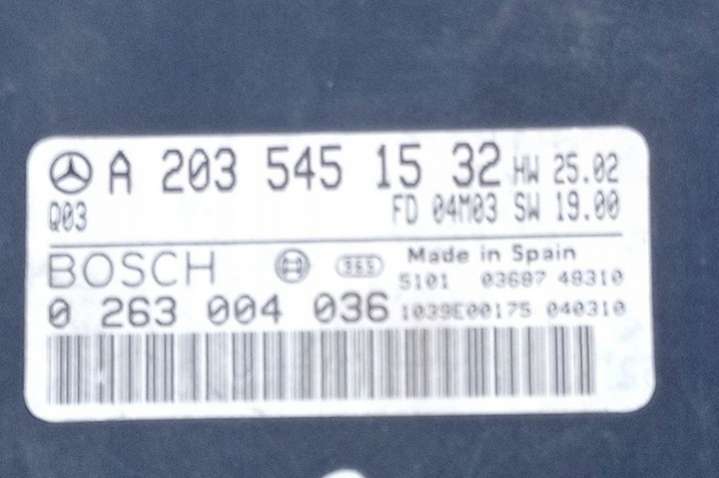 A 203 545 15 32 HW 25.02
Q03 FD 04M03 SW 19.00
BOSCH 965 Made in Spain
5101 03687 48310
0 263 004 036 1039E00175 040310